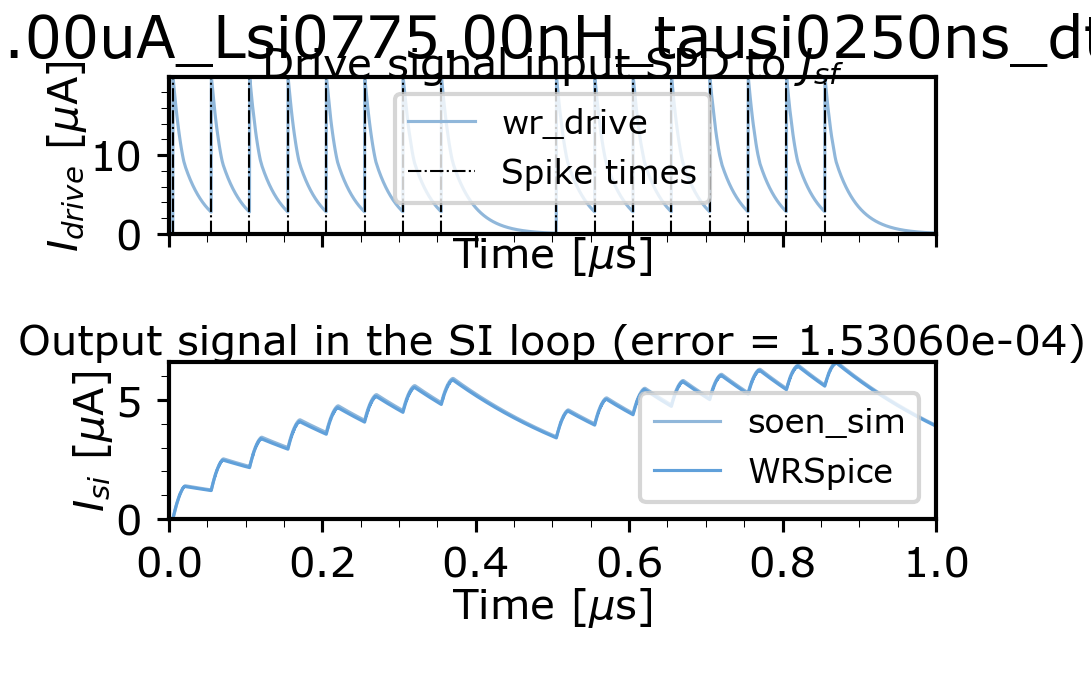 .00uA_Lsi0775.00nH_tausi0250ns_dt
Drive signal input SPD to J_sf
I_drive [μA]
10
0
wr_drive
Spike times
Time [μs]
Output signal in the SI loop (error = 1.53060e-04)
I_si [μA]
5
0
soen_sim
WRSpice
0.0 0.2 0.4 0.6 0.8 1.0
Time [μs]